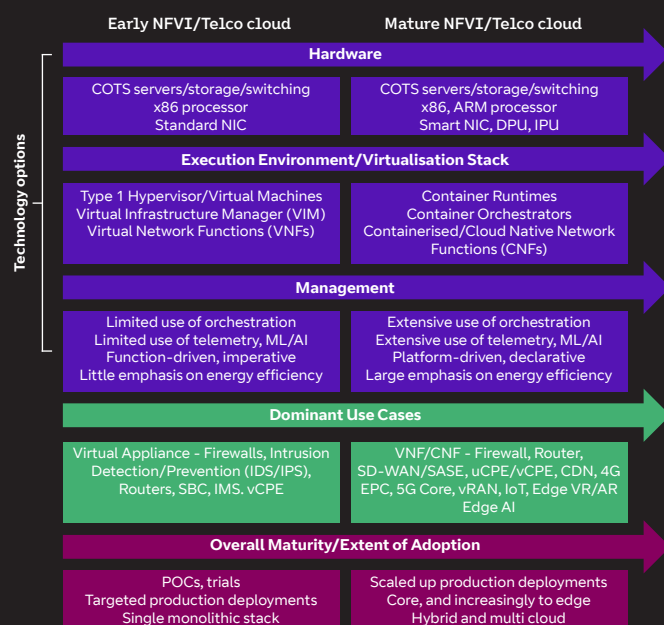 Early NFVI/Telco cloud
Mature NFVI/Telco cloud
Technology options
Hardware
COTS servers/storage/switching
x86 processor
Standard NIC
COTS servers/storage/switching
x86, ARM processor
Smart NIC, DPU, IPU
Execution Environment/Virtualisation Stack
Type 1 Hypervisor/Virtual Machines
Virtual Infrastructure Manager (VIM)
Virtual Network Functions (VNFs)
Container Runtimes
Container Orchestrators
Containerised/Cloud Native Network
Functions (CNFs)
Management
Limited use of orchestration
Limited use of telemetry, ML/AI
Function-driven, imperative
Little emphasis on energy efficiency
Extensive use of orchestration
Extensive use of telemetry, ML/AI
Platform-driven, declarative
Large emphasis on energy efficiency
Dominant Use Cases
Virtual Appliance - Firewalls, Intrusion
Detection/Prevention (IDS/IPS),
Routers, SBC, IMS. vCPE
VNF/CNF - Firewall, Router,
SD-WAN/SASE, uCPE/vCPE, CDN, 4G
EPC, 5G Core, vRAN, IoT, Edge VR/AR
Edge AI
Overall Maturity/Extent of Adoption
POCs, trials
Targeted production deployments
Single monolithic stack
Scaled up production deployments
Core, and increasingly to edge
Hybrid and multi cloud